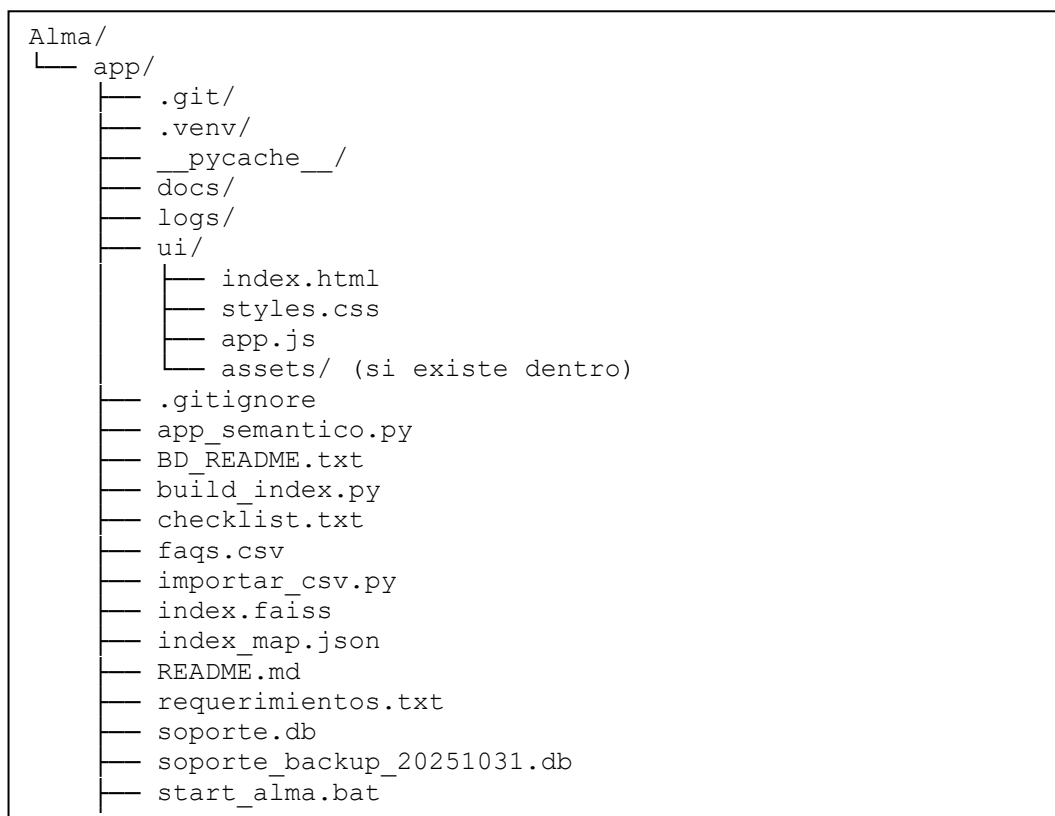 Alma/
└── app/
    ├── .git/
    ├── .venv/
    ├── __pycache__/
    ├── docs/
    ├── logs/
    ├── ui/
    │   ├── index.html
    │   ├── styles.css
    │   ├── app.js
    │   └── assets/ (si existe dentro)
    ├── .gitignore
    ├── app_semantico.py
    ├── BD_README.txt
    ├── build_index.py
    ├── checklist.txt
    ├── faqs.csv
    ├── importar_csv.py
    ├── index.faiss
    ├── index_map.json
    ├── README.md
    ├── requerimientos.txt
    ├── soporte.db
    ├── soporte_backup_20251031.db
    ├── start_alma.bat